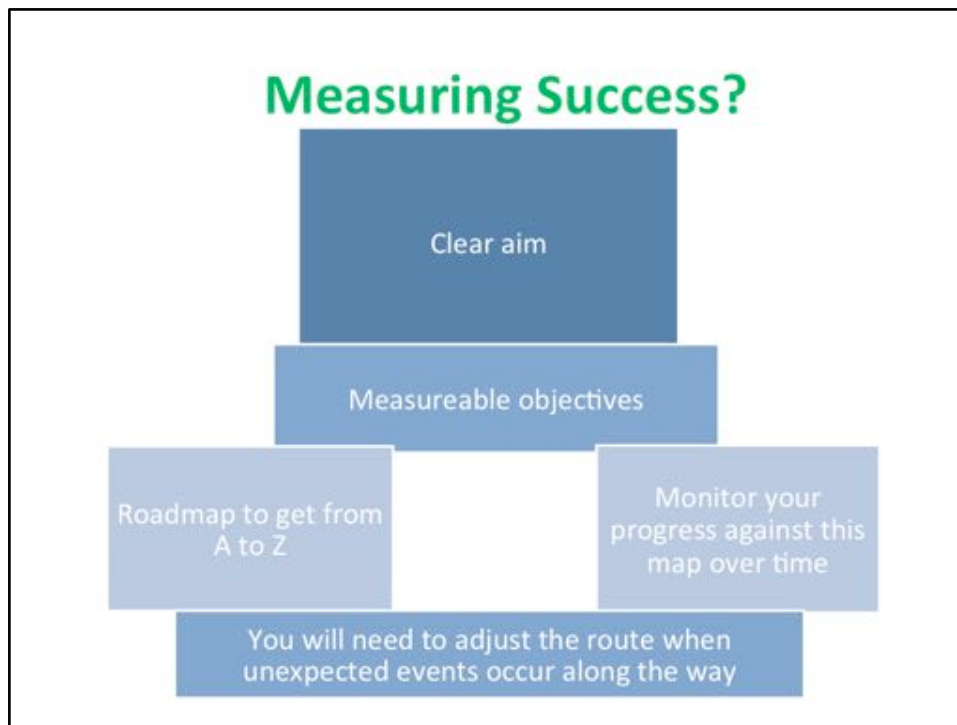 Measuring Success?
Clear aim
Measureable objectives
Roadmap to get from
A to Z
Monitor your
progress against this
map over time
You will need to adjust the route when
unexpected events occur along the way